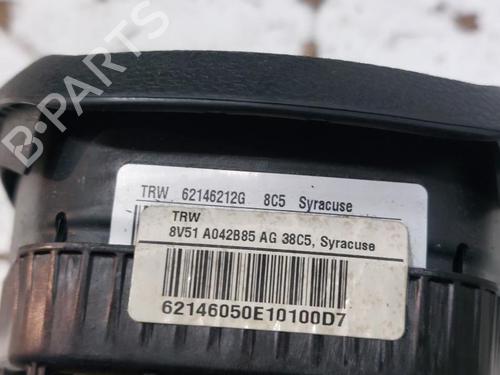 B-PARTS
TRW 62146212G 8C5 Syracuse
TRW
8V51 A042B85 AG 38C5, Syracuse
62146050E10100D7